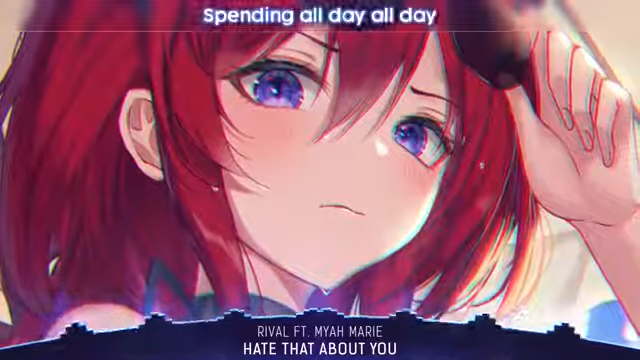 Spending all day all day
RIVAL FT. MYAH MARIE
HATE THAT ABOUT YOU